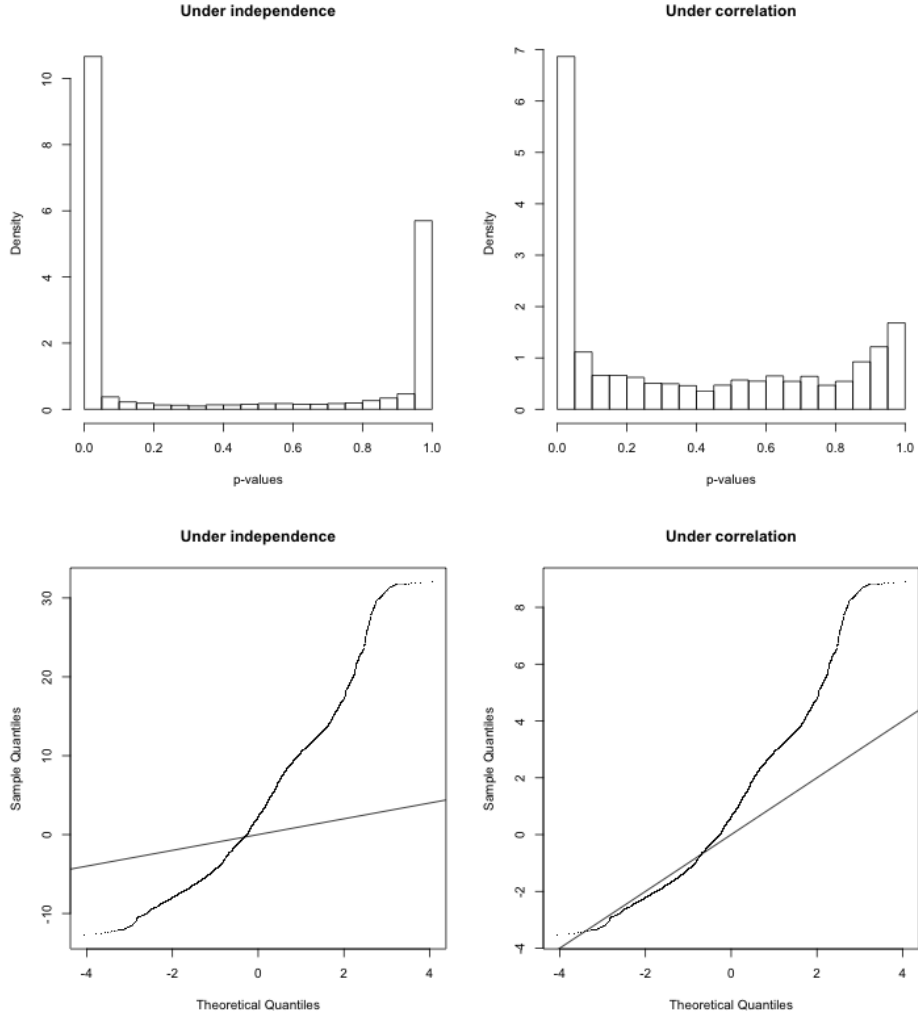 Under independence
Density
0 2 4 6 8 10
0.0 0.2 0.4 0.6 0.8 1.0
p-values
Under correlation
Density
0 1 2 3 4 5 6 7
0.0 0.2 0.4 0.6 0.8 1.0
p-values
Under independence
Sample Quantiles
-10 0 10 20 30
-4 -2 0 2 4
Theoretical Quantiles
Under correlation
Sample Quantiles
-4 -2 0 2 4 6 8
-4 -2 0 2 4
Theoretical Quantiles